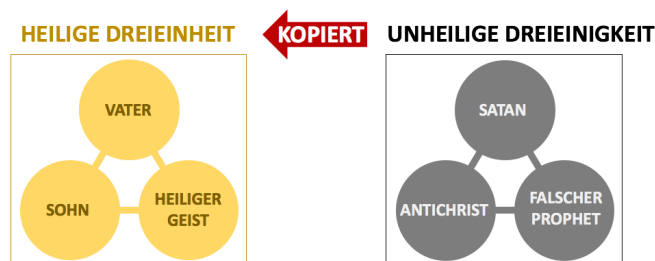 HEILIGE DREIEINHEIT
KOPIERT
UNHEILIGE DREIEINIGKEIT
VATER
SOHN
HEILIGER
GEIST
SATAN
ANTICHRIST
FALSCHER
PROPHET